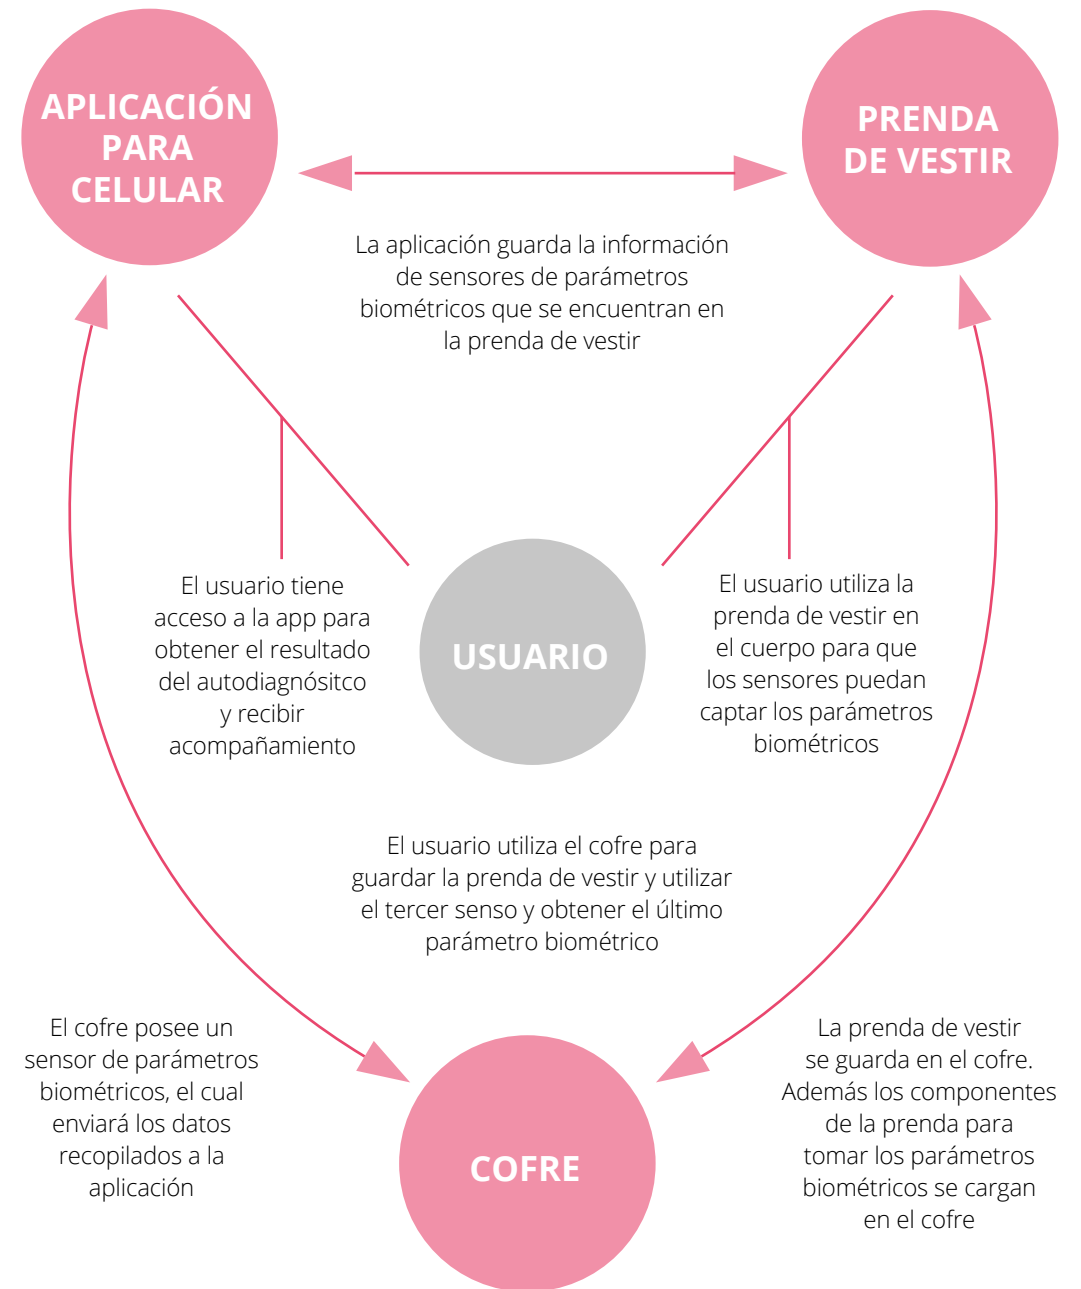 APLICACIÓN
PARA
CELULAR
PRENDA
DE VESTIR
La aplicación guarda la información
de sensores de parámetros
biométricos que se encuentran en
la prenda de vestir
El usuario tiene
acceso a la app para
obtener el resultado
del autodiagnósitco
y recibir
acompañamiento
USUARIO
El usuario utiliza la
prenda de vestir en
el cuerpo para que
los sensores puedan
captar los parámetros
biométricos
El usuario utiliza el cofre para
guardar la prenda de vestir y utilizar
el tercer senso y obtener el último
parámetro biométrico
El cofre posee un
sensor de parámetros
biométricos, el cual
enviará los datos
recopilados a la
aplicación
COFRE
La prenda de vestir
se guarda en el cofre.
Además los componentes
de la prenda para
tomar los parámetros
biométricos se cargan
en el cofre